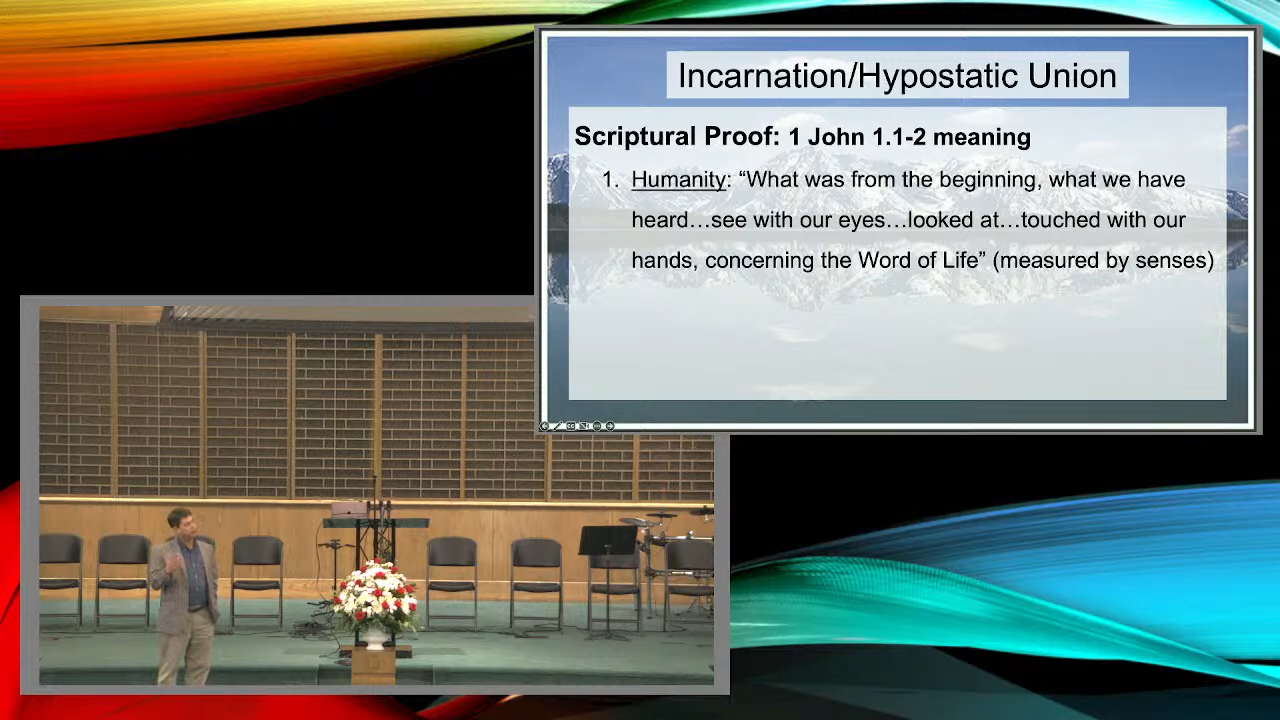 Incarnation/Hypostatic Union
Scriptural Proof: 1 John 1.1-2 meaning
1. Humanity: “What was from the beginning, what we have
heard…see with our eyes…looked at…touched with our
hands, concerning the Word of Life” (measured by senses)